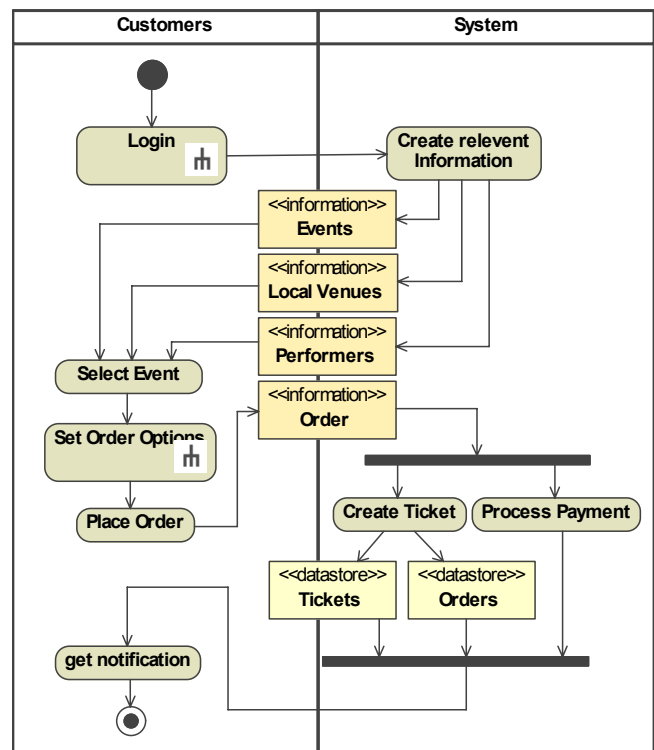 Customers
System
Login
Create relevent
Information
<<information>>
Events
<<information>>
Local Venues
<<information>>
Performers
Select Event
<<information>>
Order
Set Order Options
Place Order
Create Ticket
Process Payment
<<datastore>>
Tickets
<<datastore>>
Orders
get notification